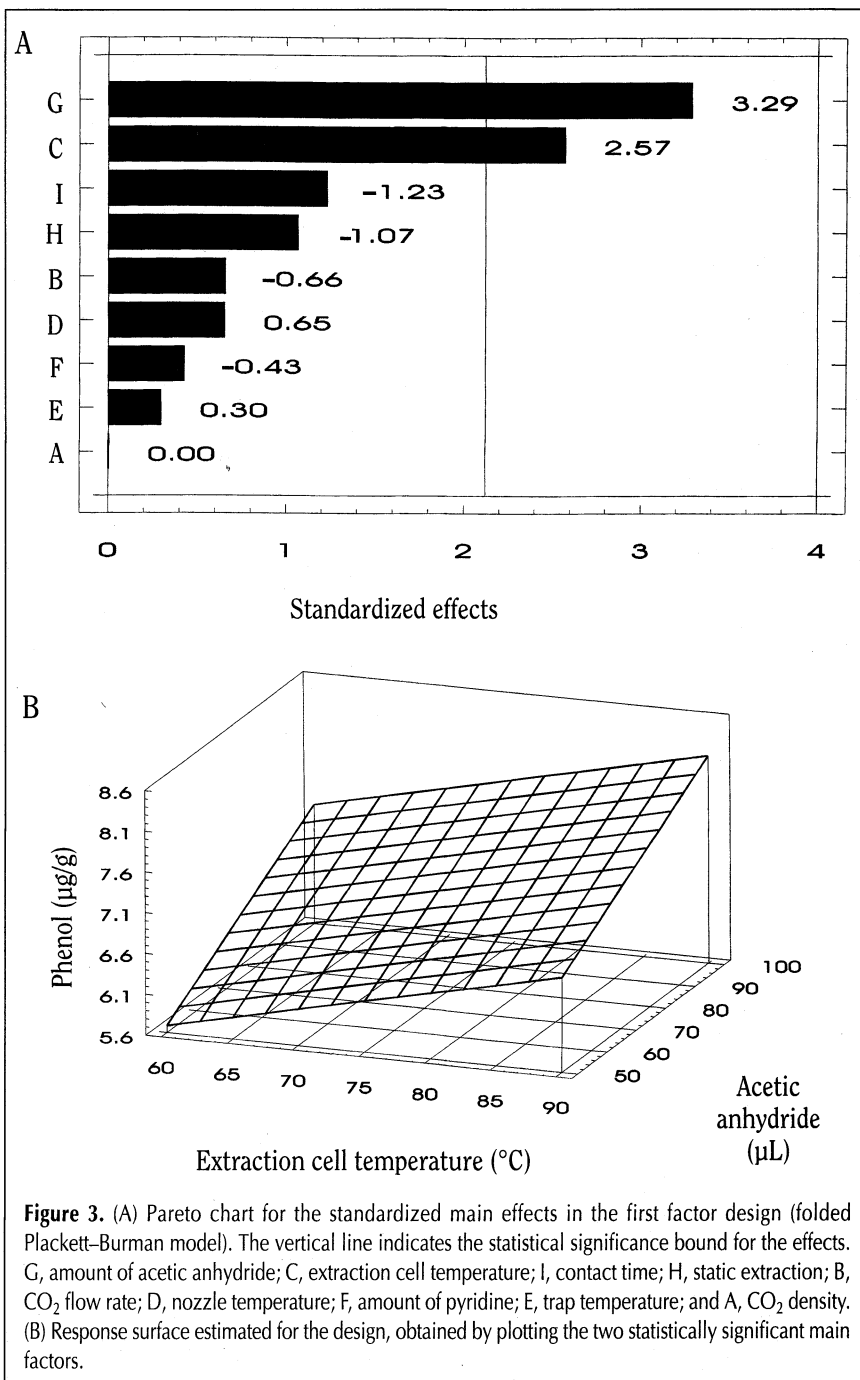 A
G
3.29
C
2.57
I
-1.23
H
-1.07
B
-0.66
D
0.65
F
-0.43
E
0.30
A
0.00
0 1 2 3 4
Standardized effects
B
8.6
8.1
7.6
7.1
6.6
6.1
5.6
Phenol (µg/g)
60 65 70 75 80 85 90
50 60 70 80 90 100
Extraction cell temperature (°C)
Acetic
anhydride
(µL)
Figure 3. (A) Pareto chart for the standardized main effects in the first factor design (folded
Plackett–Burman model). The vertical line indicates the statistical significance bound for the effects.
G, amount of acetic anhydride; C, extraction cell temperature; I, contact time; H, static extraction; B,
CO₂ flow rate; D, nozzle temperature; F, amount of pyridine; E, trap temperature; and A, CO₂ density.
(B) Response surface estimated for the design, obtained by plotting the two statistically significant main
factors.